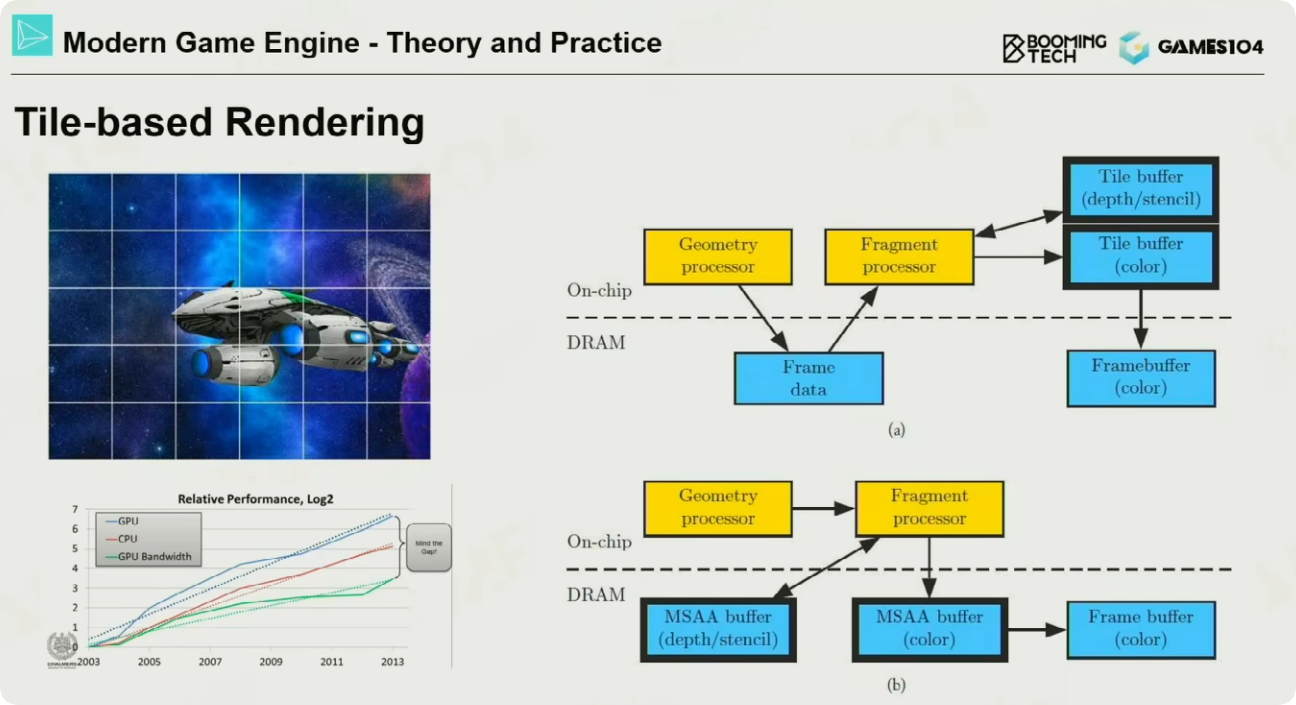 Modern Game Engine - Theory and Practice
BOOMING
TECH
GAMES104
Tile-based Rendering
Relative Performance, Log2
7
6
5
4
3
2
1
0
GPU
CPU
GPU Bandwidth
Mind the
Gap!
CHALMERS
2003
2005
2007
2009
2011
2013
Tile buffer
(depth/stencil)
Geometry
processor
Fragment
processor
Tile buffer
(color)
On-chip
DRAM
Frame
data
Framebuffer
(color)
(a)
Geometry
processor
Fragment
processor
On-chip
DRAM
MSAA buffer
(depth/stencil)
MSAA buffer
(color)
Frame buffer
(color)
(b)